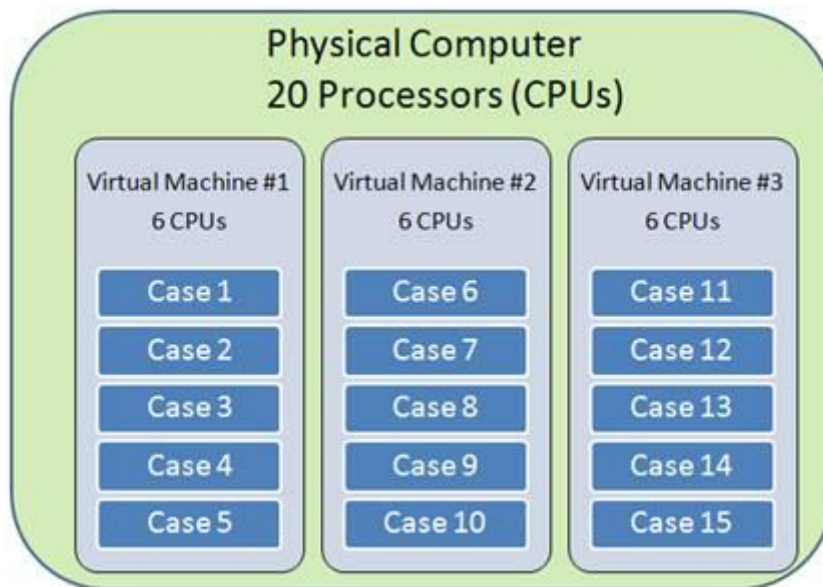 Physical Computer
20 Processors (CPUs)
Virtual Machine #1
6 CPUs
Case 1
Case 2
Case 3
Case 4
Case 5
Virtual Machine #2
6 CPUs
Case 6
Case 7
Case 8
Case 9
Case 10
Virtual Machine #3
6 CPUs
Case 11
Case 12
Case 13
Case 14
Case 15